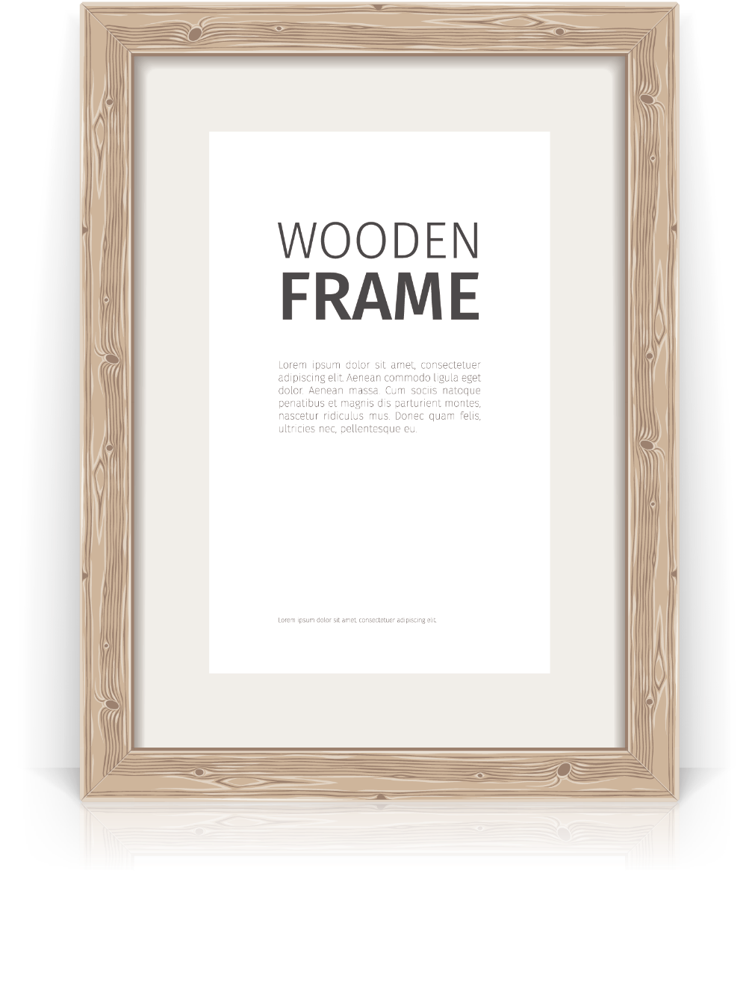 WOODEN
FRAME
Lorem ipsum dolor sit amet, consectetuer
adipiscing elit. Aenean commodo ligula eget
dolor. Aenean massa. Cum sociis natoque
penatibus et magnis dis parturient montes,
nascetur ridiculus mus. Donec quam felis,
ultricies nec, pellentesque eu.
Lorem ipsum dolor sit amet, consectetuer adipiscing elit.